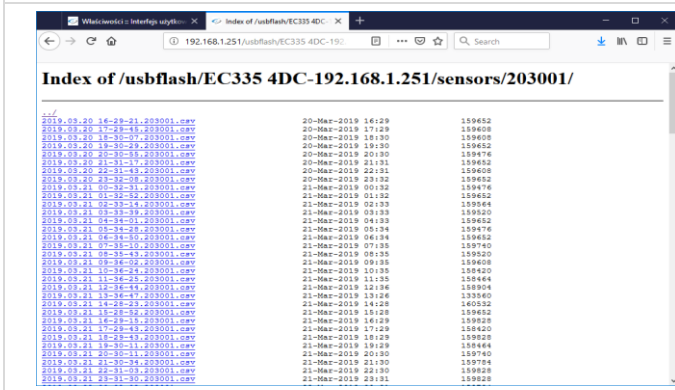 Właściwości :: Interfejs użytkow
Index of /usbflash/EC335 4DC-
192.168.1.251/usbflash/EC335 4DC-192.
Search
Index of /usbflash/EC335 4DC-192.168.1.251/sensors/203001/
../
2019.03.20 16-29-21.203001.csv 20-Mar-2019 16:29 159652
2019.03.20 17-29-45.203001.csv 20-Mar-2019 17:29 159608
2019.03.20 18-30-07.203001.csv 20-Mar-2019 18:30 159608
2019.03.20 19-30-29.203001.csv 20-Mar-2019 19:30 159652
2019.03.20 20-30-55.203001.csv 20-Mar-2019 20:30 159476
2019.03.20 21-31-17.203001.csv 20-Mar-2019 21:31 159652
2019.03.20 22-31-43.203001.csv 20-Mar-2019 22:31 159608
2019.03.20 23-32-08.203001.csv 20-Mar-2019 23:32 159652
2019.03.21 00-32-31.203001.csv 21-Mar-2019 00:32 159476
2019.03.21 01-32-52.203001.csv 21-Mar-2019 01:32 159652
2019.03.21 02-33-14.203001.csv 21-Mar-2019 02:33 159564
2019.03.21 03-33-39.203001.csv 21-Mar-2019 03:33 159520
2019.03.21 04-34-01.203001.csv 21-Mar-2019 04:33 159652
2019.03.21 05-34-28.203001.csv 21-Mar-2019 05:34 159476
2019.03.21 06-34-50.203001.csv 21-Mar-2019 06:34 159652
2019.03.21 07-35-10.203001.csv 21-Mar-2019 07:35 159740
2019.03.21 08-35-43.203001.csv 21-Mar-2019 08:35 159520
2019.03.21 09-36-02.203001.csv 21-Mar-2019 09:35 159608
2019.03.21 10-36-24.203001.csv 21-Mar-2019 10:35 158420
2019.03.21 11-36-25.203001.csv 21-Mar-2019 11:35 158464
2019.03.21 12-36-44.203001.csv 21-Mar-2019 12:36 158904
2019.03.21 13-36-47.203001.csv 21-Mar-2019 13:26 133560
2019.03.21 14-28-23.203001.csv 21-Mar-2019 14:28 160532
2019.03.21 15-28-52.203001.csv 21-Mar-2019 15:28 159652
2019.03.21 16-29-15.203001.csv 21-Mar-2019 16:29 159828
2019.03.21 17-29-43.203001.csv 21-Mar-2019 17:29 158420
2019.03.21 18-29-43.203001.csv 21-Mar-2019 18:29 159828
2019.03.21 19-30-11.203001.csv 21-Mar-2019 19:29 158464
2019.03.21 20-30-11.203001.csv 21-Mar-2019 20:30 159740
2019.03.21 21-30-34.203001.csv 21-Mar-2019 21:30 159784
2019.03.21 22-31-03.203001.csv 21-Mar-2019 22:30 159828
2019.03.21 23-31-30.203001.csv 21-Mar-2019 23:31 159828